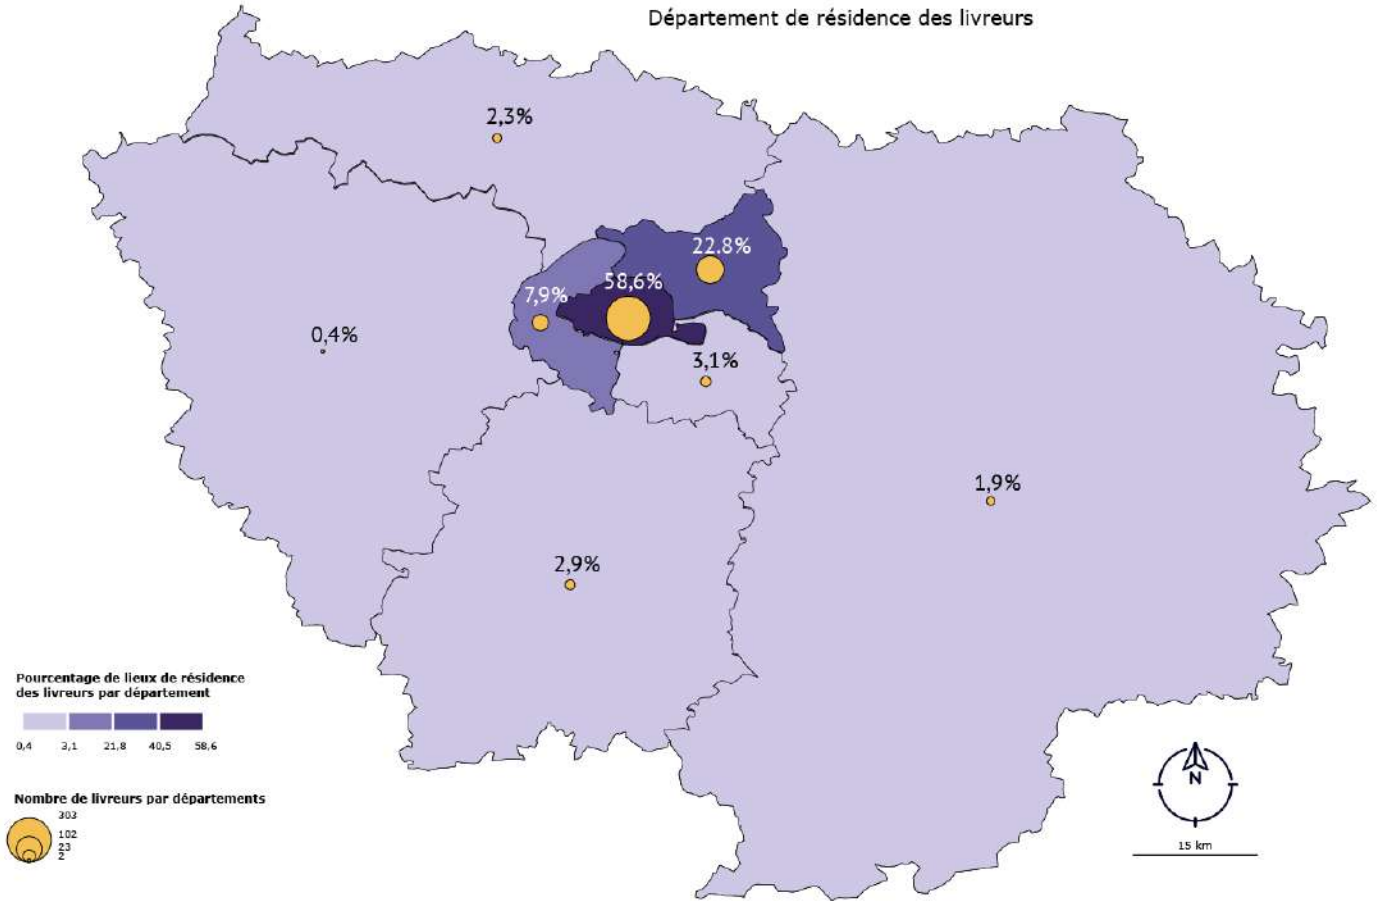 Département de résidence des livreurs
2,3%
22.8%
58,6%
7,9%
0,4%
3,1%
1,9%
2,9%
Pourcentage de lieux de résidence
des livreurs par département
0,4 3,1 21,8 40,5 58,6
Nombre de livreurs par départements
303
102
23
2
N
15 km